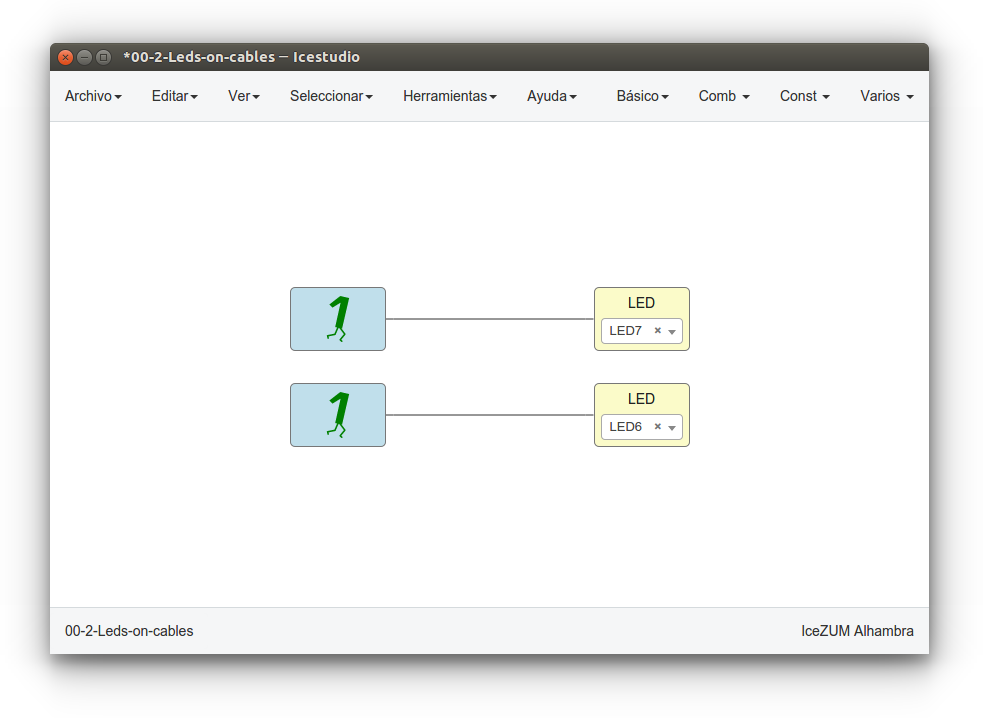 *00-2-Leds-on-cables – Icestudio
Archivo Editar Ver Seleccionar Herramientas Ayuda Básico Comb Const Varios
1
LED
LED7 ×
1
LED
LED6 ×
00-2-Leds-on-cables IceZUM Alhambra